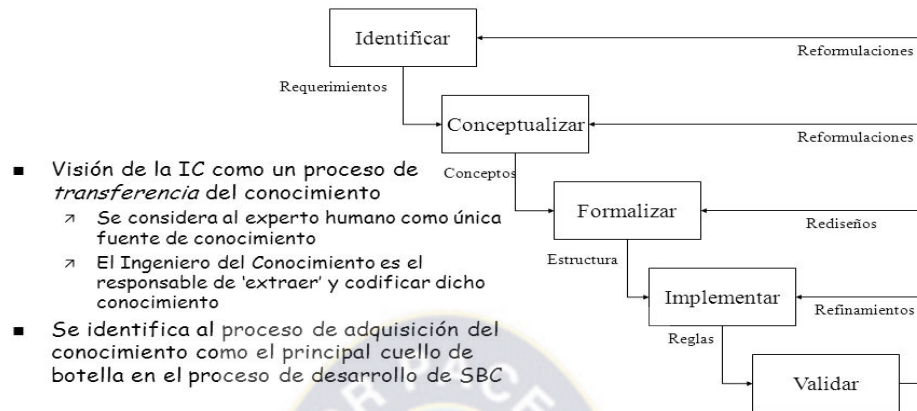 Identificar
Reformulaciones
Requerimientos
Conceptualizar
Reformulaciones
Conceptos
Formalizar
Rediseños
Estructura
Implementar
Refinamientos
Reglas
Validar
■ Visión de la IC como un proceso de
transferencia del conocimiento
↗ Se considera al experto humano como única
fuente de conocimiento
↗ El Ingeniero del Conocimiento es el
responsable de ‘extraer’ y codificar dicho
conocimiento
■ Se identifica al proceso de adquisición del
conocimiento como el principal cuello de
botella en el proceso de desarrollo de SBC
OR PACE